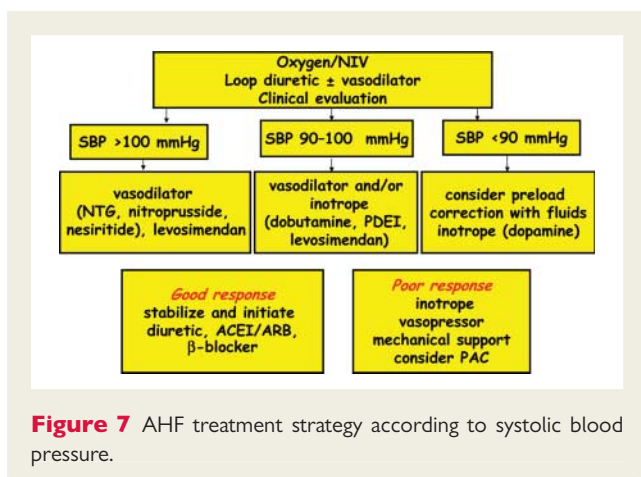 Oxygen/NIV
Loop diuretic ± vasodilator
Clinical evaluation
SBP >100 mmHg
SBP 90-100 mmHg
SBP <90 mmHg
vasodilator
(NTG, nitroprusside,
nesiritide), levosimendan
vasodilator and/or
inotrope
(dobutamine, PDEI,
levosimendan)
consider preload
correction with fluids
inotrope (dopamine)
Good response
stabilize and initiate
diuretic, ACEI/ARB,
β-blocker
Poor response
inotrope
vasopressor
mechanical support
consider PAC
Figure 7 AHF treatment strategy according to systolic blood
pressure.